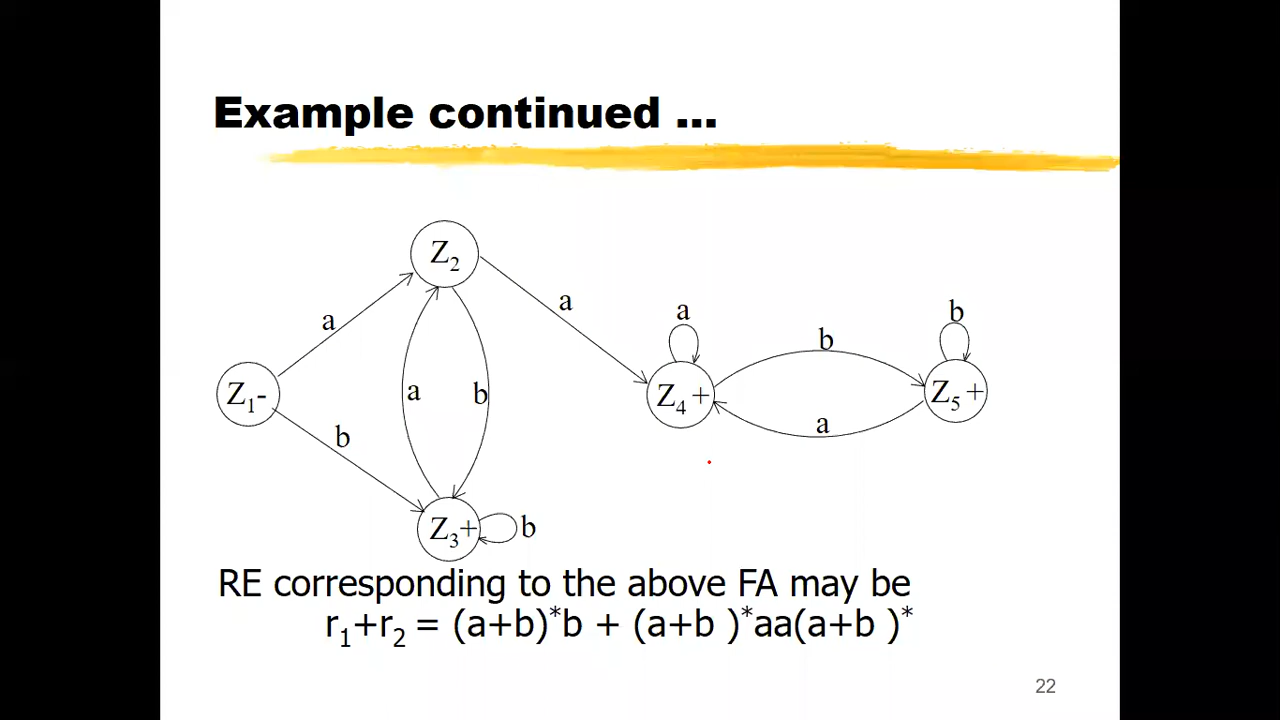 Example continued ...
Z2
a
a
b
a
b
a
b
Z1-
a
b
Z4 +
Z5 +
b
a
Z3+
b
RE corresponding to the above FA may be
r1+r2 = (a+b)*b + (a+b )*aa(a+b )*
22